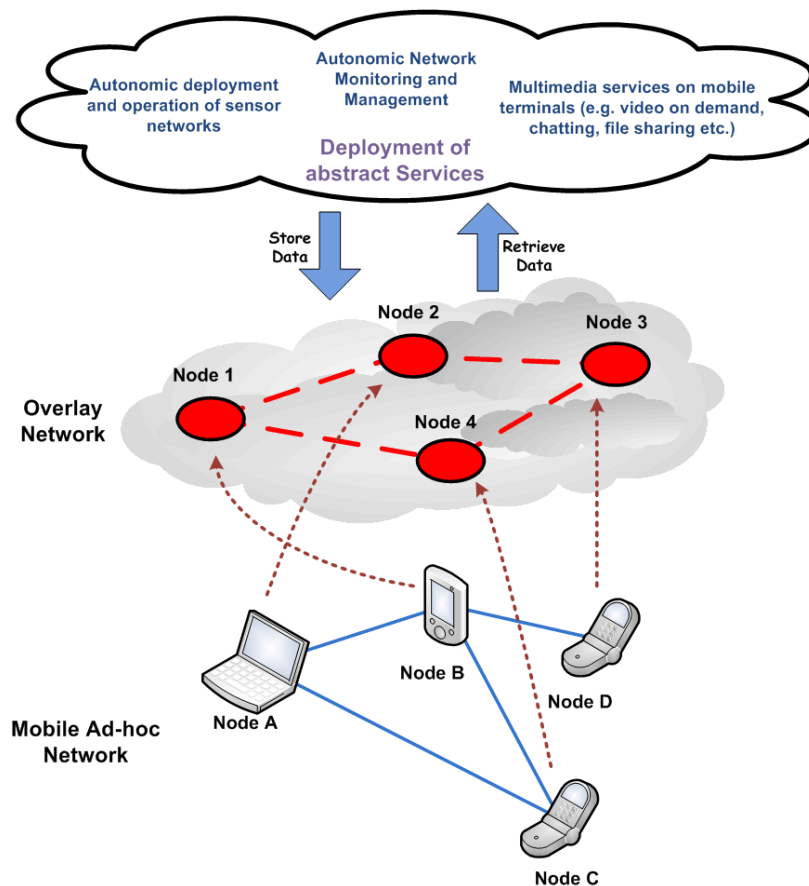 Autonomic deployment
and operation of sensor
networks
Autonomic Network
Monitoring and
Management
Multimedia services on mobile
terminals (e.g. video on demand,
chatting, file sharing etc.)
Deployment of
abstract Services
Store
Data
Retrieve
Data
Node 1
Node 2
Node 3
Node 4
Overlay
Network
Node A
Node B
Node D
Mobile Ad-hoc
Network
Node C